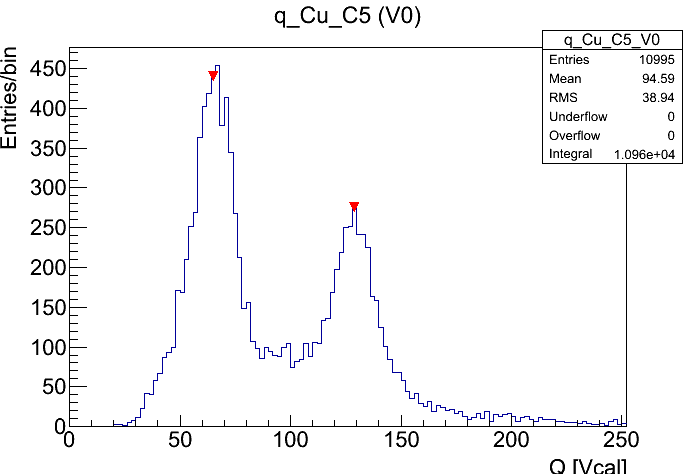 q_Cu_C5 (V0)
q_Cu_C5_V0
Entries 10995
Mean 94.59
RMS 38.94
Underflow 0
Overflow 0
Integral 1.096e+04
Entries/bin
450
400
350
300
250
200
150
100
50
0
0 50 100 150 200 250
Q [Vcal]